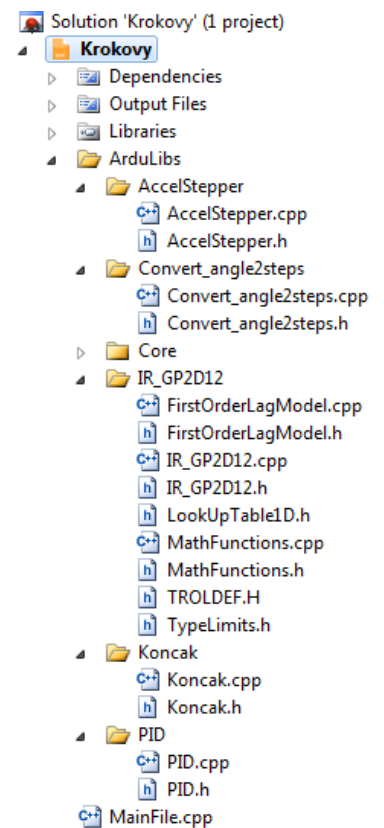 Solution 'Krokovy' (1 project)
Krokovy
Dependencies
Output Files
Libraries
ArduLibs
AccelStepper
C++ AccelStepper.cpp
h AccelStepper.h
Convert_angle2steps
C++ Convert_angle2steps.cpp
h Convert_angle2steps.h
Core
IR_GP2D12
C++ FirstOrderLagModel.cpp
h FirstOrderLagModel.h
C++ IR_GP2D12.cpp
h IR_GP2D12.h
h LookUpTable1D.h
C++ MathFunctions.cpp
h MathFunctions.h
h TROLDEF.H
h TypeLimits.h
Koncak
C++ Koncak.cpp
h Koncak.h
PID
C++ PID.cpp
h PID.h
C++ MainFile.cpp